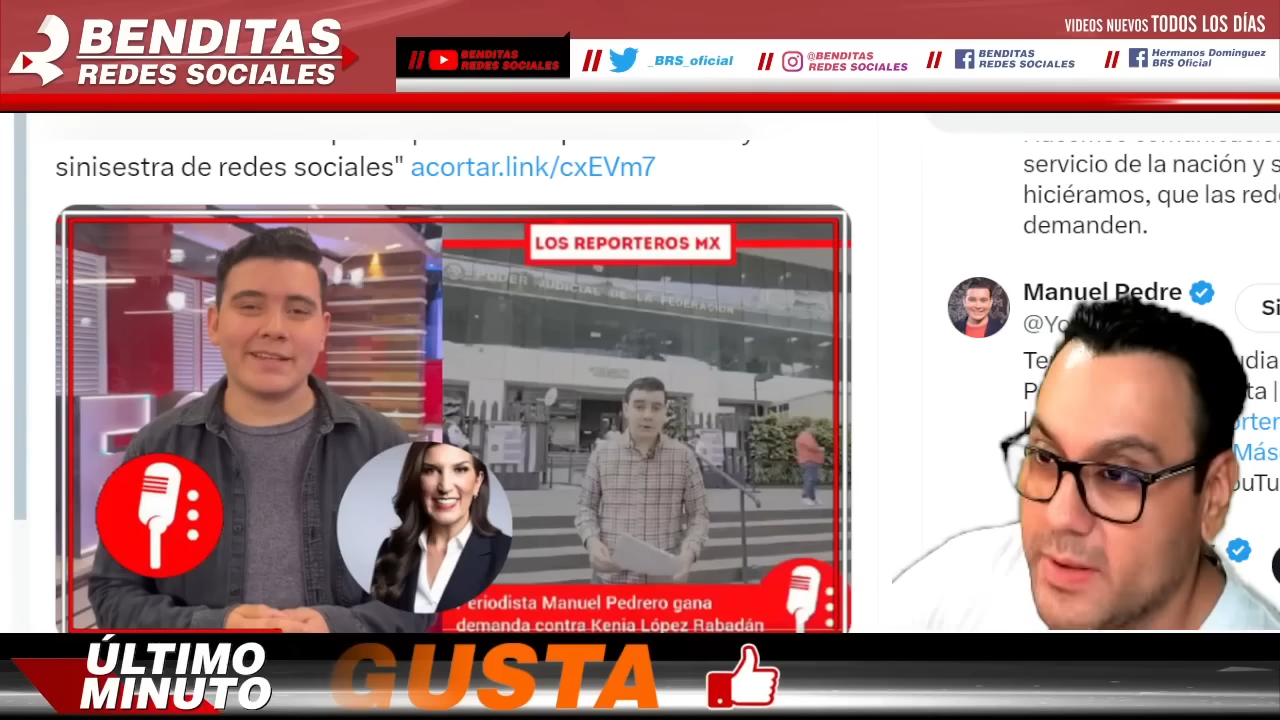 BENDITAS
REDES SOCIALES
VIDEOS NUEVOS TODOS LOS DÍAS
BENDITAS
REDES SOCIALES
_BRS_oficial
@BENDITAS
REDES SOCIALES
BENDITAS
REDES SOCIALES
Hermanos Dominguez
BRS Oficial
sinisestra de redes sociales" acortar.link/cxEVm7
LOS REPORTEROS MX
PODER JUDICIAL DE LA FEDERACIÓN
Periodista Manuel Pedrero gana
demanda contra Kenia López Rabadán
servicio de la nación y s
hiciéramos, que las rede
demanden.
Manuel Pedre
Si
ÚLTIMO
MINUTO
GUSTA